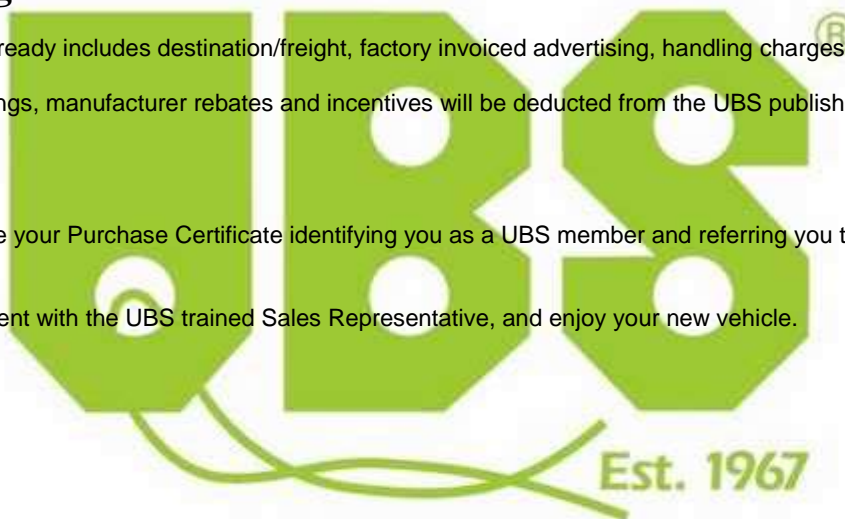 ready includes destination/freight, factory invoiced advertising, handling charges
ngs, manufacturer rebates and incentives will be deducted from the UBS publish
e your Purchase Certificate identifying you as a UBS member and referring you t
ent with the UBS trained Sales Representative, and enjoy your new vehicle.
UBS®
Est. 1967